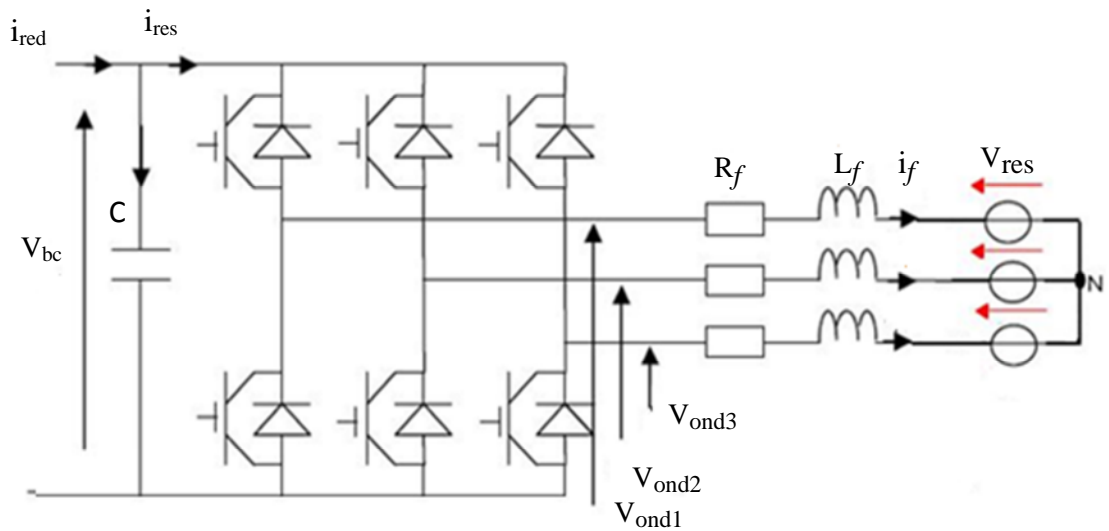 i_red
i_res
R_f
L_f
i_f
V_res
C
V_bc
N
V_ond3
V_ond2
V_ond1